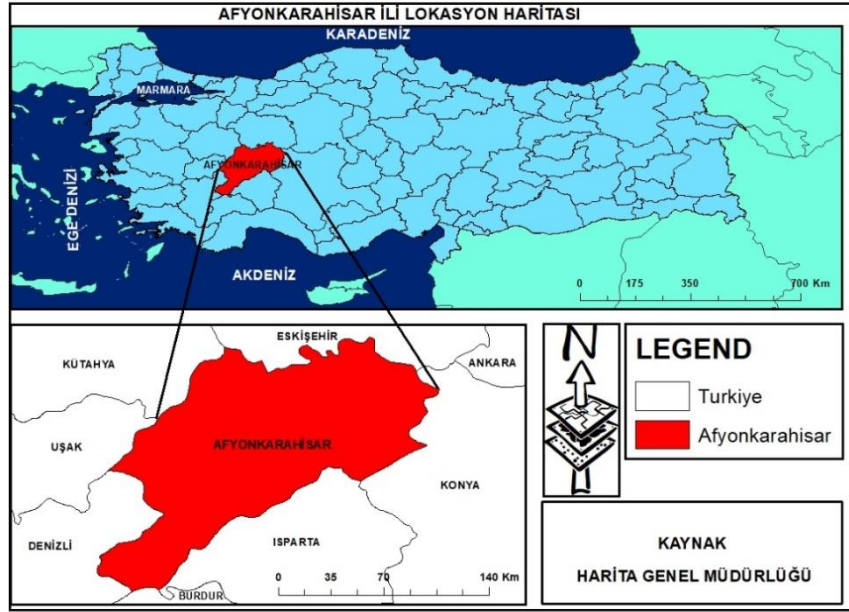 AFYONKARAHİSAR İLİ LOKASYON HARİTASI
KARADENİZ
MARMARA
AFYONKARAHİSAR
EGE DENİZİ
AKDENİZ
0 175 350 700 Km
ESKİŞEHİR
KÜTAHYA
ANKARA
UŞAK
AFYONKARAHİSAR
KONYA
DENİZLİ
ISPARTA
BURDUR
0 35 70 140 Km
N
LEGEND
Turkiye
Afyonkarahisar
KAYNAK
HARİTA GENEL MÜDÜRLÜĞÜ